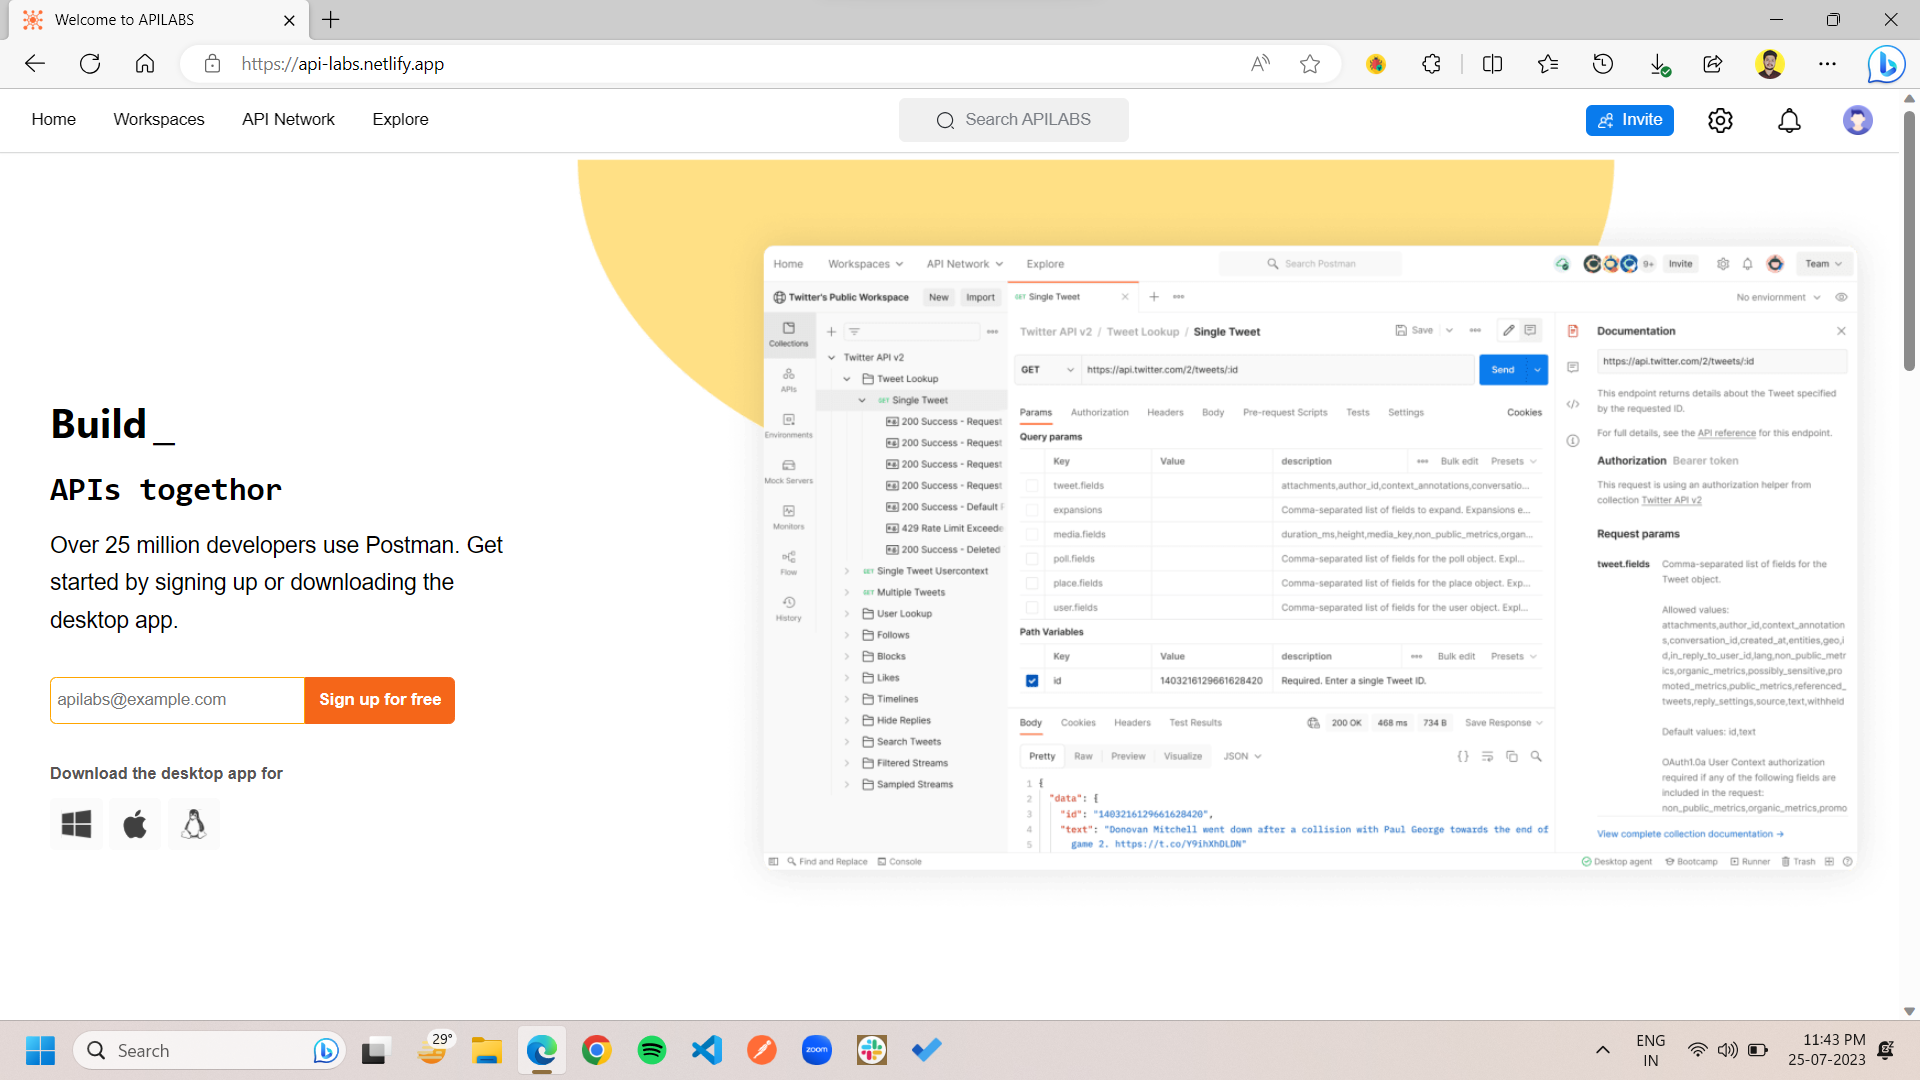 Welcome to APILABS
https://api-labs.netlify.app
Home Workspaces API Network Explore
Search APILABS
Invite
Build_
APIs togethor
Over 25 million developers use Postman. Get
started by signing up or downloading the
desktop app.
apilabs@example.com Sign up for free
Download the desktop app for
Home Workspaces API Network Explore Search Postman 9+ Invite Team
Twitter's Public Workspace New Import GET Single Tweet No enviornment
Collections
APIs
Environments
Mock Servers
Monitors
Flow
History
Twitter API v2
Tweet Lookup
GET Single Tweet
200 Success - Request
200 Success - Request
200 Success - Request
200 Success - Request
200 Success - Default
429 Rate Limit Exceede
200 Success - Deleted
GET Single Tweet Usercontext
GET Multiple Tweets
User Lookup
Follows
Blocks
Likes
Timelines
Hide Replies
Search Tweets
Filtered Streams
Sampled Streams
Twitter API v2 / Tweet Lookup / Single Tweet Save
GET https://api.twitter.com/2/tweets/:id Send
Params Authorization Headers Body Pre-request Scripts Tests Settings Cookies
Query params
Key Value description Bulk edit Presets
tweet.fields attachments,author_id,context_annotations,conversatio...
expansions Comma-separated list of fields to expand. Expansions e...
media.fields duration_ms,height,media_key,non_public_metrics,organ...
poll.fields Comma-separated list of fields for the poll object. Expl...
place.fields Comma-separated list of fields for the place object. Exp...
user.fields Comma-separated list of fields for the user object. Expl...
Path Variables
Key Value description Bulk edit Presets
id 1403216129661628420 Required. Enter a single Tweet ID.
Body Cookies Headers Test Results 200 OK 468 ms 734 B Save Response
Pretty Raw Preview Visualize JSON
1 {
2 "data": {
3 "id": "1403216129661628420",
4 "text": "Donovan Mitchell went down after a collision with Paul George towards the end of
5 game 2. https://t.co/Y9ihXhDLDN"
Documentation
https://api.twitter.com/2/tweets/:id
This endpoint returns details about the Tweet specified
by the requested ID.
For full details, see the API reference for this endpoint.
Authorization Bearer token
This request is using an authorization helper from
collection Twitter API v2
Request params
tweet.fields Comma-separated list of fields for the
Tweet object.
Allowed values:
attachments,author_id,context_annotation
s,conversation_id,created_at,entities,geo,i
d,in_reply_to_user_id,lang,non_public_metr
ics,organic_metrics,possibly_sensitive,pro
moted_metrics,public_metrics,referenced_
tweets,reply_settings,source,text,withheld
Default values: id,text
OAuth1.0a User Context authorization
required if any of the following fields are
included in the request:
non_public_metrics,organic_metrics,promo
View complete collection documentation →
Find and Replace Console Desktop agent Bootcamp Runner Trash
Search 29° zoom
ENG
IN
11:43 PM
25-07-2023